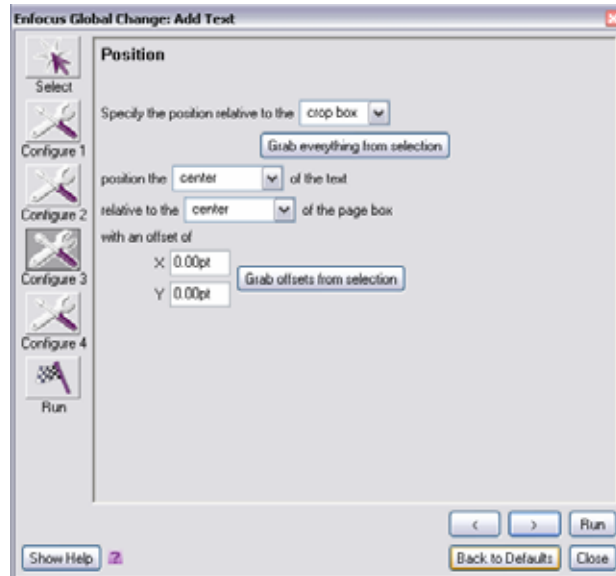 Enfocus Global Change: Add Text
Select
Configure 1
Configure 2
Configure 3
Configure 4
Run
Position
Specify the position relative to the crop box
Grab everything from selection
position the center of the text
relative to the center of the page box
with an offset of
X 0.00pt
Y 0.00pt
Grab offsets from selection
< > Run
Show Help ? Back to Defaults Close